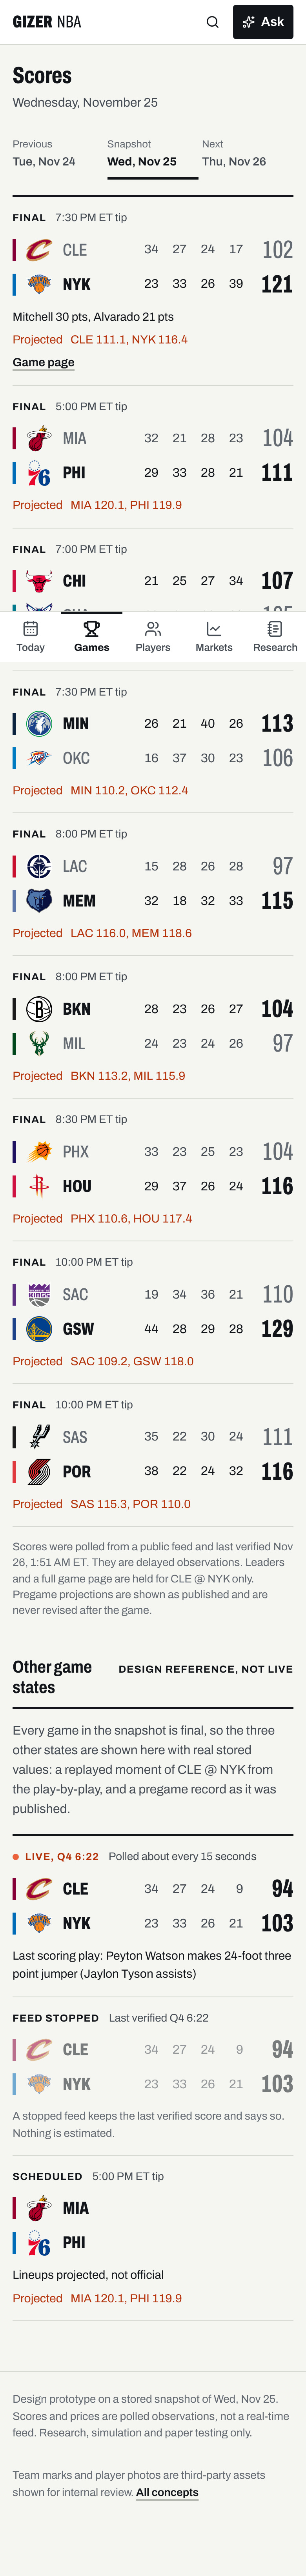 GIZER NBA
Ask
Scores
Wednesday, November 25
Previous Snapshot Next
Tue, Nov 24 Wed, Nov 25 Thu, Nov 26
FINAL 7:30 PM ET tip
CLE 34 27 24 17 102
NYK 23 33 26 39 121
Mitchell 30 pts, Alvarado 21 pts
Projected CLE 111.1, NYK 116.4
Game page
FINAL 5:00 PM ET tip
MIA 32 21 28 23 104
76 PHI 29 33 28 21 111
Projected MIA 120.1, PHI 119.9
FINAL 7:00 PM ET tip
CHI 21 25 27 34 107
Today Games Players Markets Research
FINAL 7:30 PM ET tip
MIN 26 21 40 26 113
OKC 16 37 30 23 106
Projected MIN 110.2, OKC 112.4
FINAL 8:00 PM ET tip
LAC 15 28 26 28 97
MEM 32 18 32 33 115
Projected LAC 116.0, MEM 118.6
FINAL 8:00 PM ET tip
B BKN 28 23 26 27 104
MIL 24 23 24 26 97
Projected BKN 113.2, MIL 115.9
FINAL 8:30 PM ET tip
PHX 33 23 25 23 104
HOU 29 37 26 24 116
Projected PHX 110.6, HOU 117.4
FINAL 10:00 PM ET tip
KINGS SAC 19 34 36 21 110
GSW 44 28 29 28 129
Projected SAC 109.2, GSW 118.0
FINAL 10:00 PM ET tip
SAS 35 22 30 24 111
POR 38 22 24 32 116
Projected SAS 115.3, POR 110.0
Scores were polled from a public feed and last verified Nov
26, 1:51 AM ET. They are delayed observations. Leaders
and a full game page are held for CLE @ NYK only.
Pregame projections are shown as published and are
never revised after the game.
Other game states DESIGN REFERENCE, NOT LIVE
Every game in the snapshot is final, so the three
other states are shown here with real stored
values: a replayed moment of CLE @ NYK from
the play-by-play, and a pregame record as it was
published.
LIVE, Q4 6:22 Polled about every 15 seconds
CLE 34 27 24 9 94
NYK 23 33 26 21 103
Last scoring play: Peyton Watson makes 24-foot three
point jumper (Jaylon Tyson assists)
FEED STOPPED Last verified Q4 6:22
CLE 34 27 24 9 94
NYK 23 33 26 21 103
A stopped feed keeps the last verified score and says so.
Nothing is estimated.
SCHEDULED 5:00 PM ET tip
MIA
76 PHI
Lineups projected, not official
Projected MIA 120.1, PHI 119.9
Design prototype on a stored snapshot of Wed, Nov 25.
Scores and prices are polled observations, not a real-time
feed. Research, simulation and paper testing only.
Team marks and player photos are third-party assets
shown for internal review. All concepts